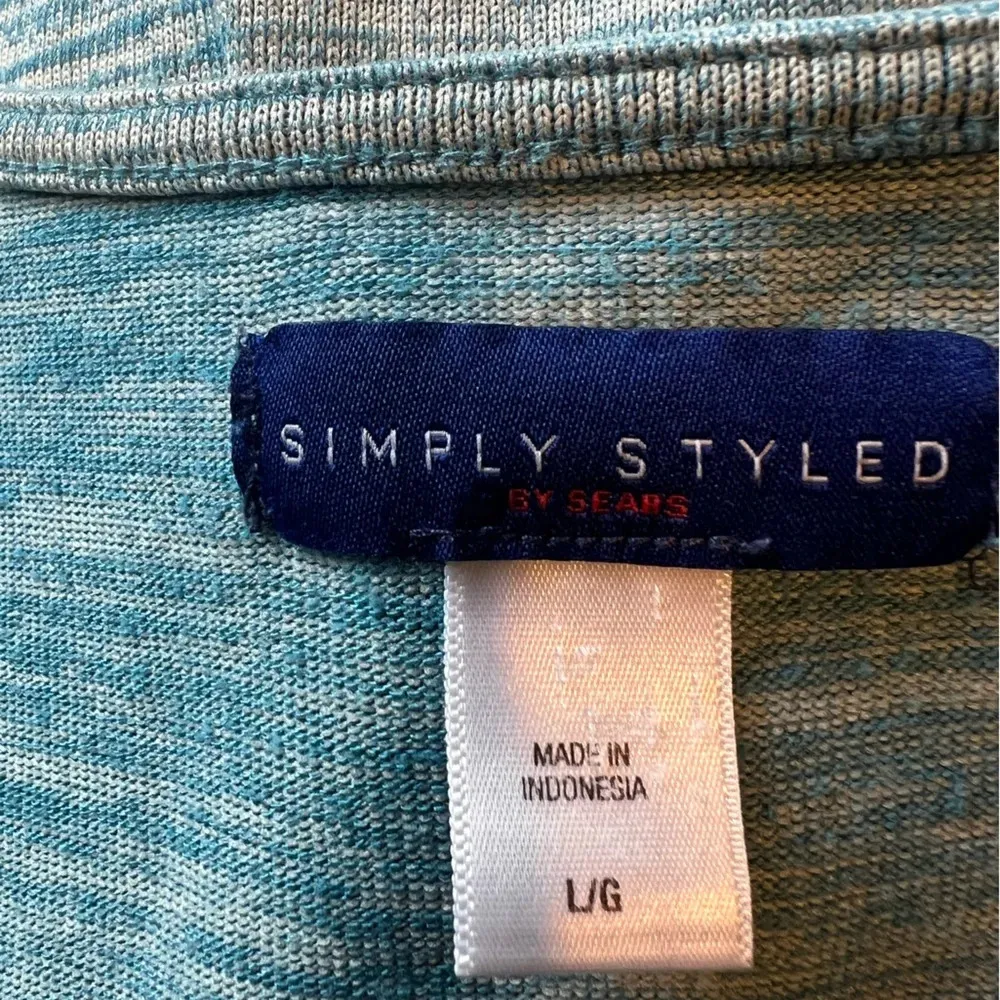 SIMPLY STYLED
BY SEARS
MADE IN
INDONESIA
L/G